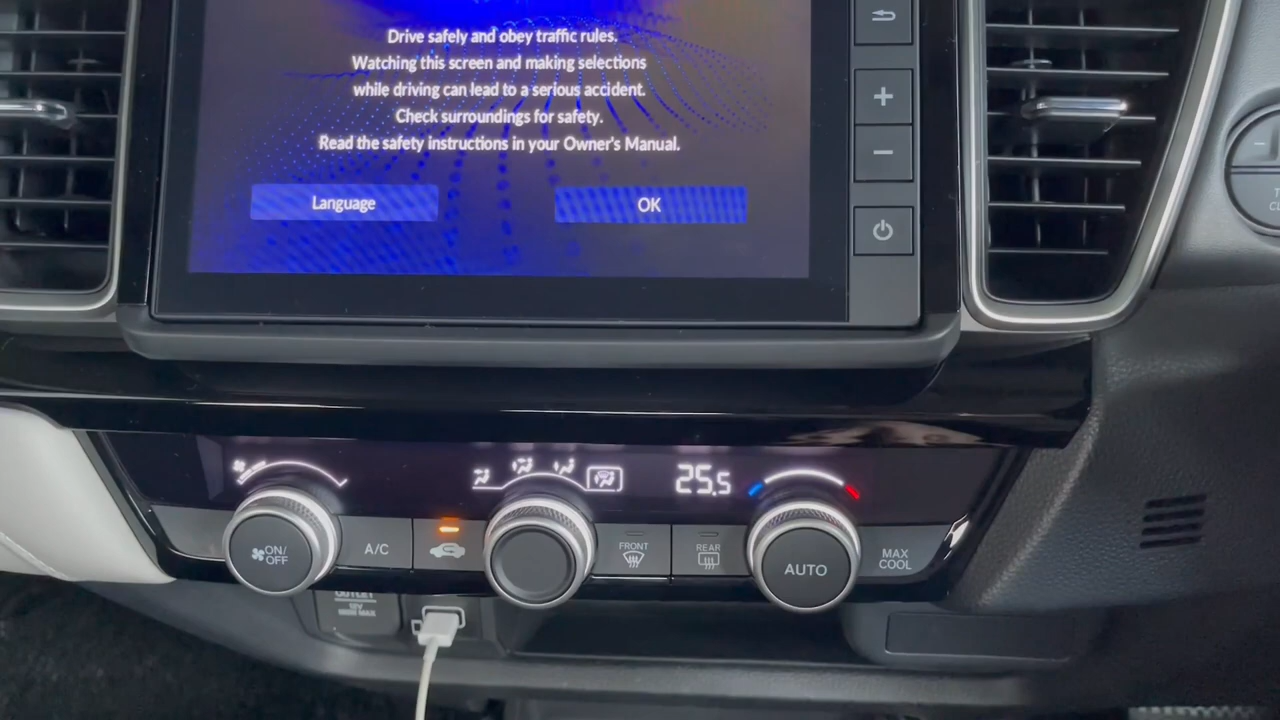 Drive safely and obey traffic rules.
Watching this screen and making selections
while driving can lead to a serious accident.
Check surroundings for safety.
Read the safety instructions in your Owner's Manual.
Language
OK
+
−
25.5
ON/
OFF
A/C
FRONT
REAR
AUTO
MAX
COOL
OUTLET